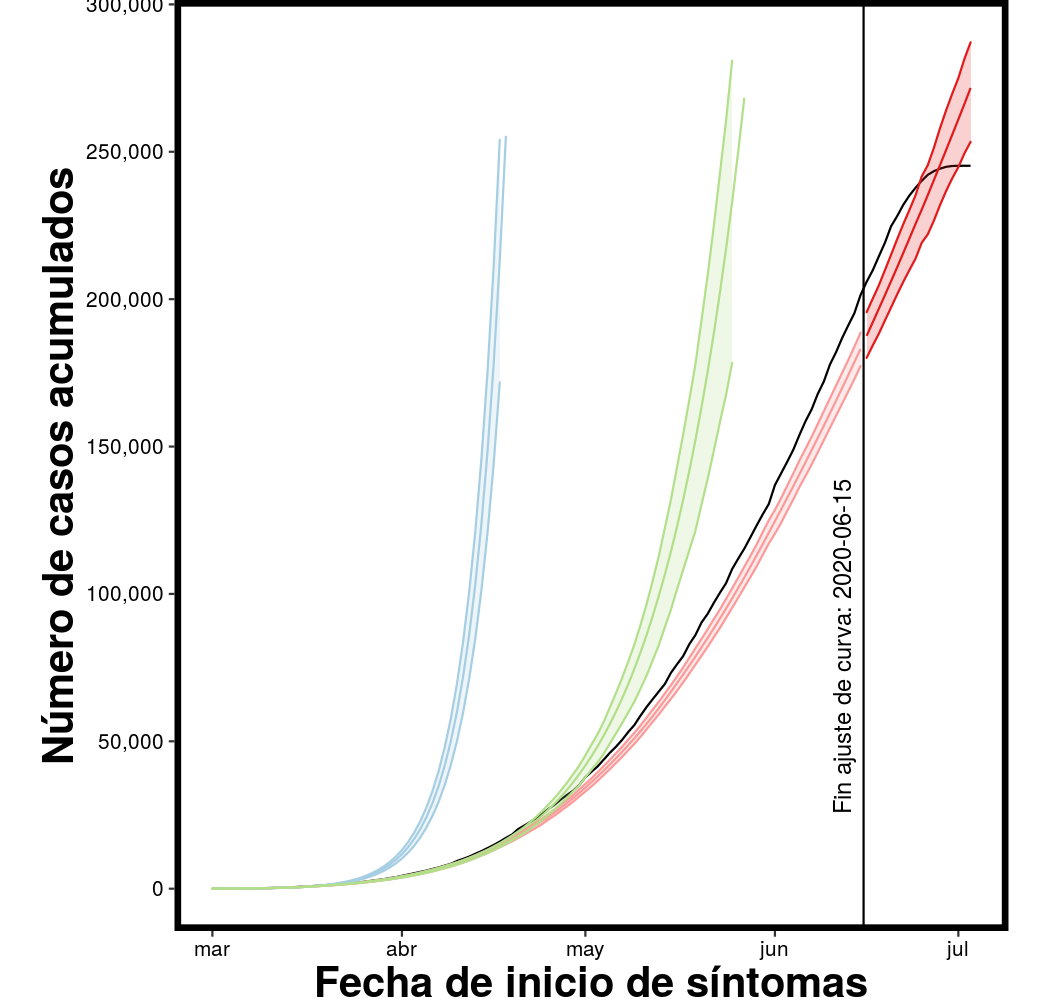 Número de casos acumulados
300,000
250,000
200,000
150,000
100,000
50,000
0
Fin ajuste de curva: 2020-06-15
mar abr may jun jul
Fecha de inicio de síntomas